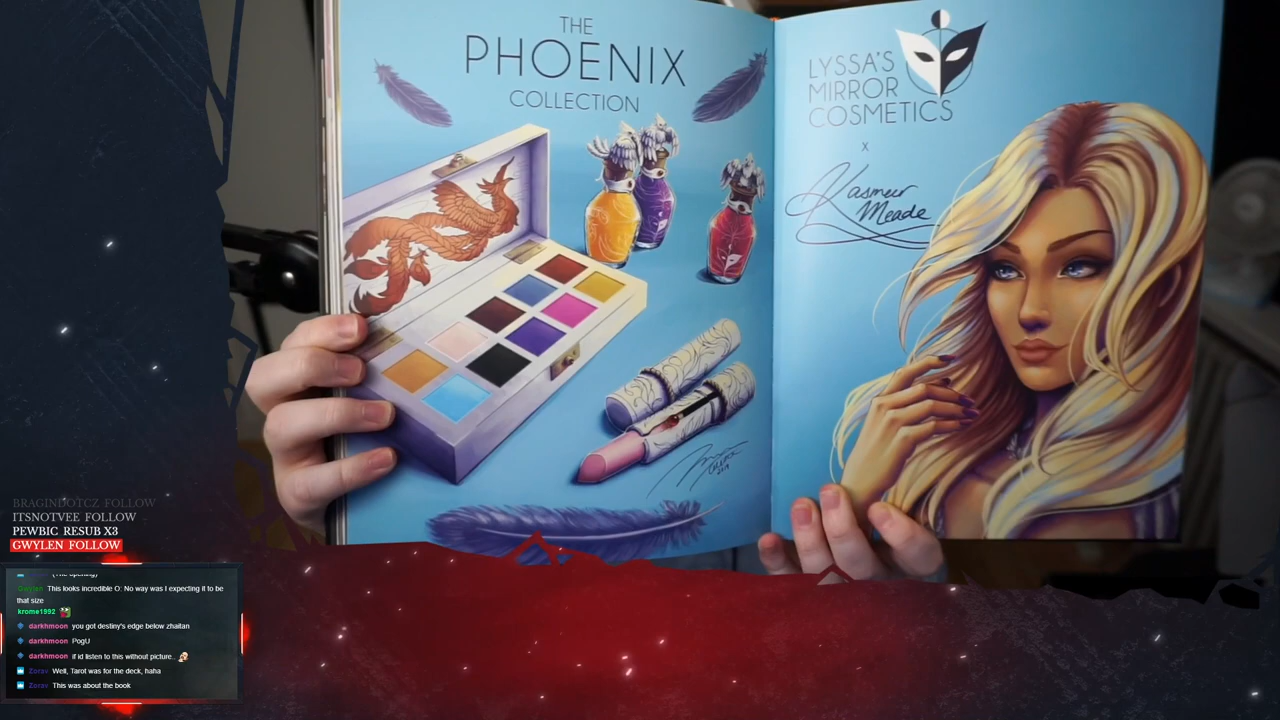 THE
PHOENIX
COLLECTION
LYSSA'S
MIRROR
COSMETICS
X
Kasmeer
Meade
2019
BRAGINDOTCZ FOLLOW
ITSNOTVEE FOLLOW
PEWBIC RESUB X3
GWYLEN FOLLOW
Gwylen This looks incredible O: No way was I expecting it to be
that size
krome1992
darkhmoon you got destiny's edge below zhaitan
darkhmoon PogU
darkhmoon if id listen to this without picture..
Well, Tarot was for the deck, haha
This was about the book